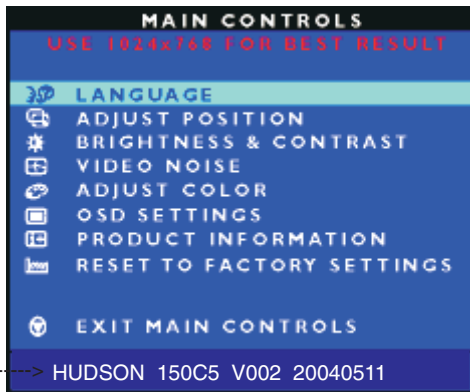 MAIN CONTROLS
USE 1024x768 FOR BEST RESULT
LANGUAGE
ADJUST POSITION
BRIGHTNESS & CONTRAST
VIDEO NOISE
ADJUST COLOR
OSD SETTINGS
PRODUCT INFORMATION
RESET TO FACTORY SETTINGS
EXIT MAIN CONTROLS
----> HUDSON 150C5 V002 20040511